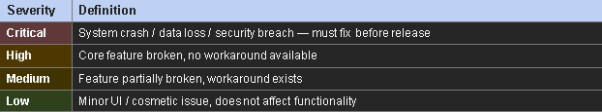 Severity Definition
Critical System crash / data loss / security breach — must fix before release
High Core feature broken, no workaround available
Medium Feature partially broken, workaround exists
Low Minor UI / cosmetic issue, does not affect functionality